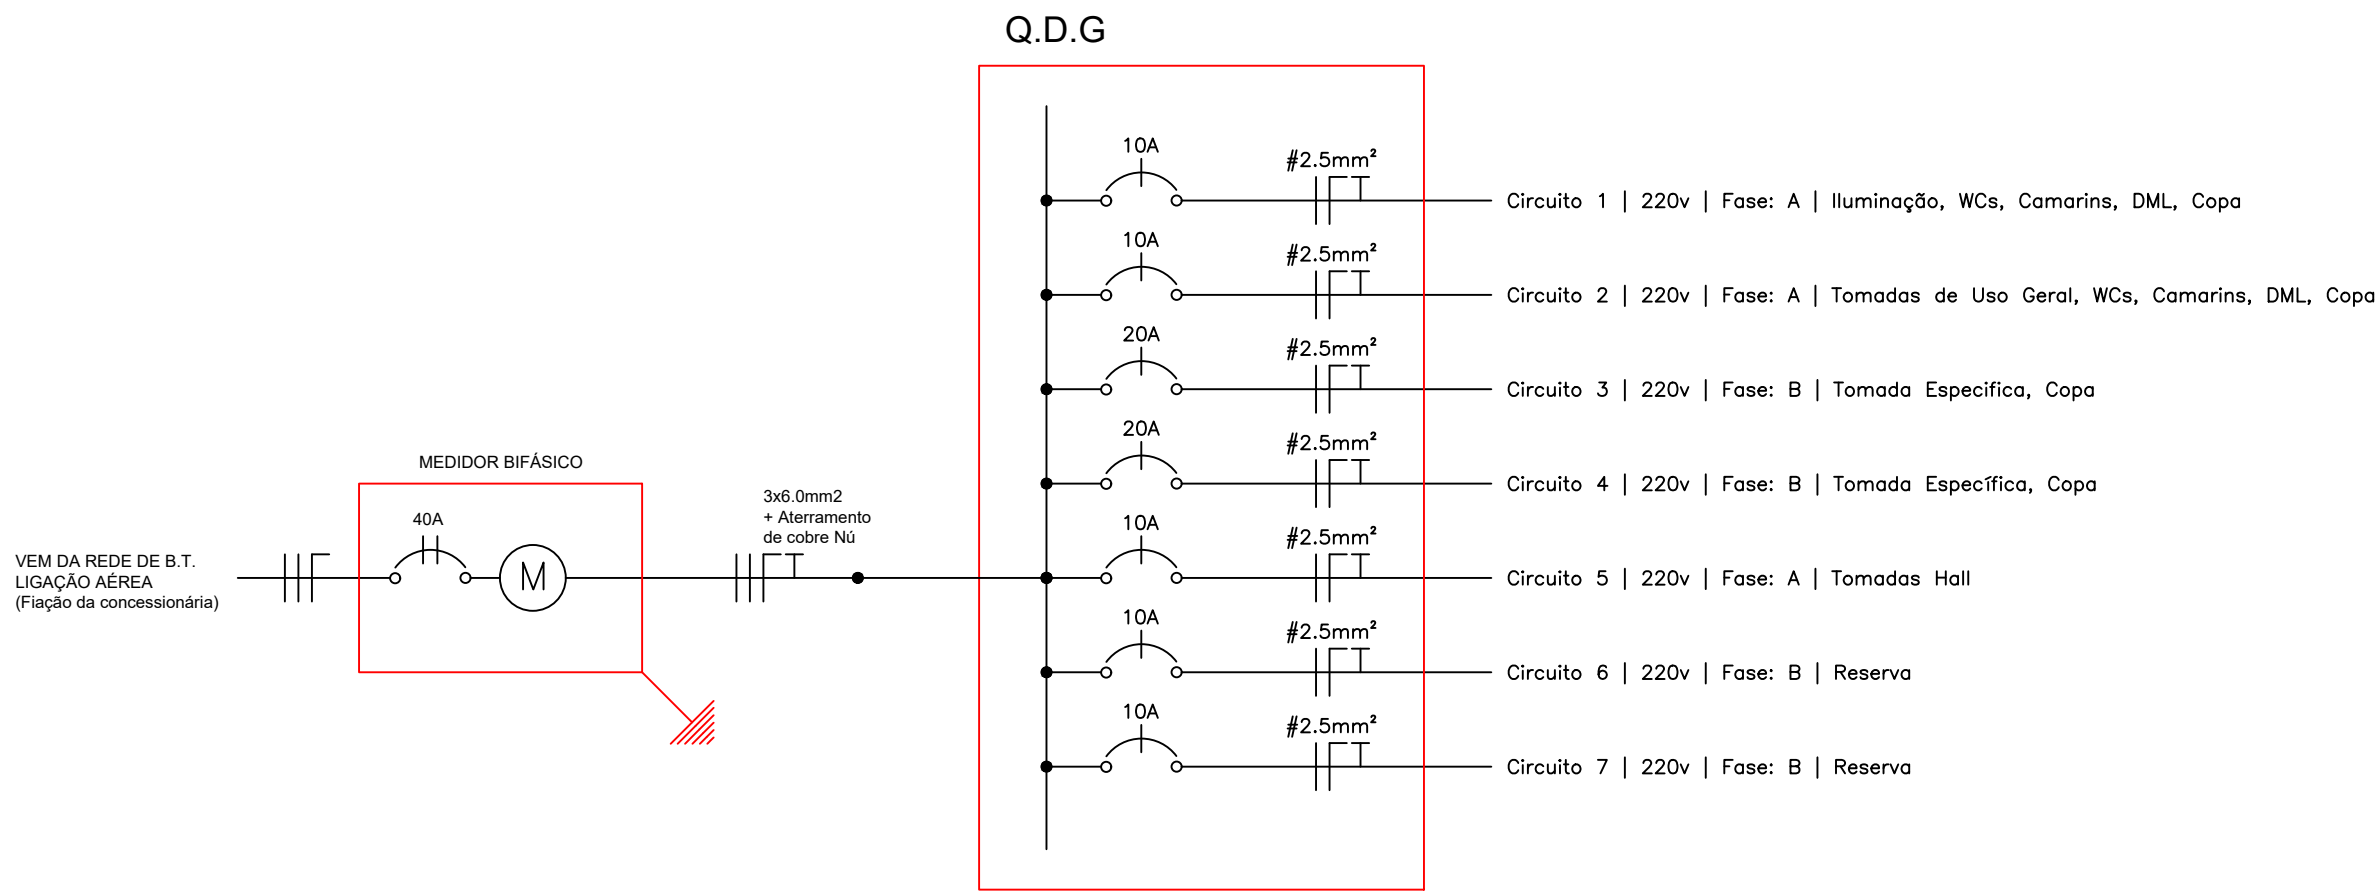 Q.D.G
10A
#2.5mm²
Circuito 1 | 220v | Fase: A | Iluminação, WCs, Camarins, DML, Copa
10A
#2.5mm²
Circuito 2 | 220v | Fase: A | Tomadas de Uso Geral, WCs, Camarins, DML, Copa
20A
#2.5mm²
Circuito 3 | 220v | Fase: B | Tomada Especifica, Copa
20A
#2.5mm²
Circuito 4 | 220v | Fase: B | Tomada Específica, Copa
MEDIDOR BIFÁSICO
40A
M
3x6.0mm2
+ Aterramento
de cobre Nú
VEM DA REDE DE B.T.
LIGAÇÃO AÉREA
(Fiação da concessionária)
10A
#2.5mm²
Circuito 5 | 220v | Fase: A | Tomadas Hall
10A
#2.5mm²
Circuito 6 | 220v | Fase: B | Reserva
10A
#2.5mm²
Circuito 7 | 220v | Fase: B | Reserva